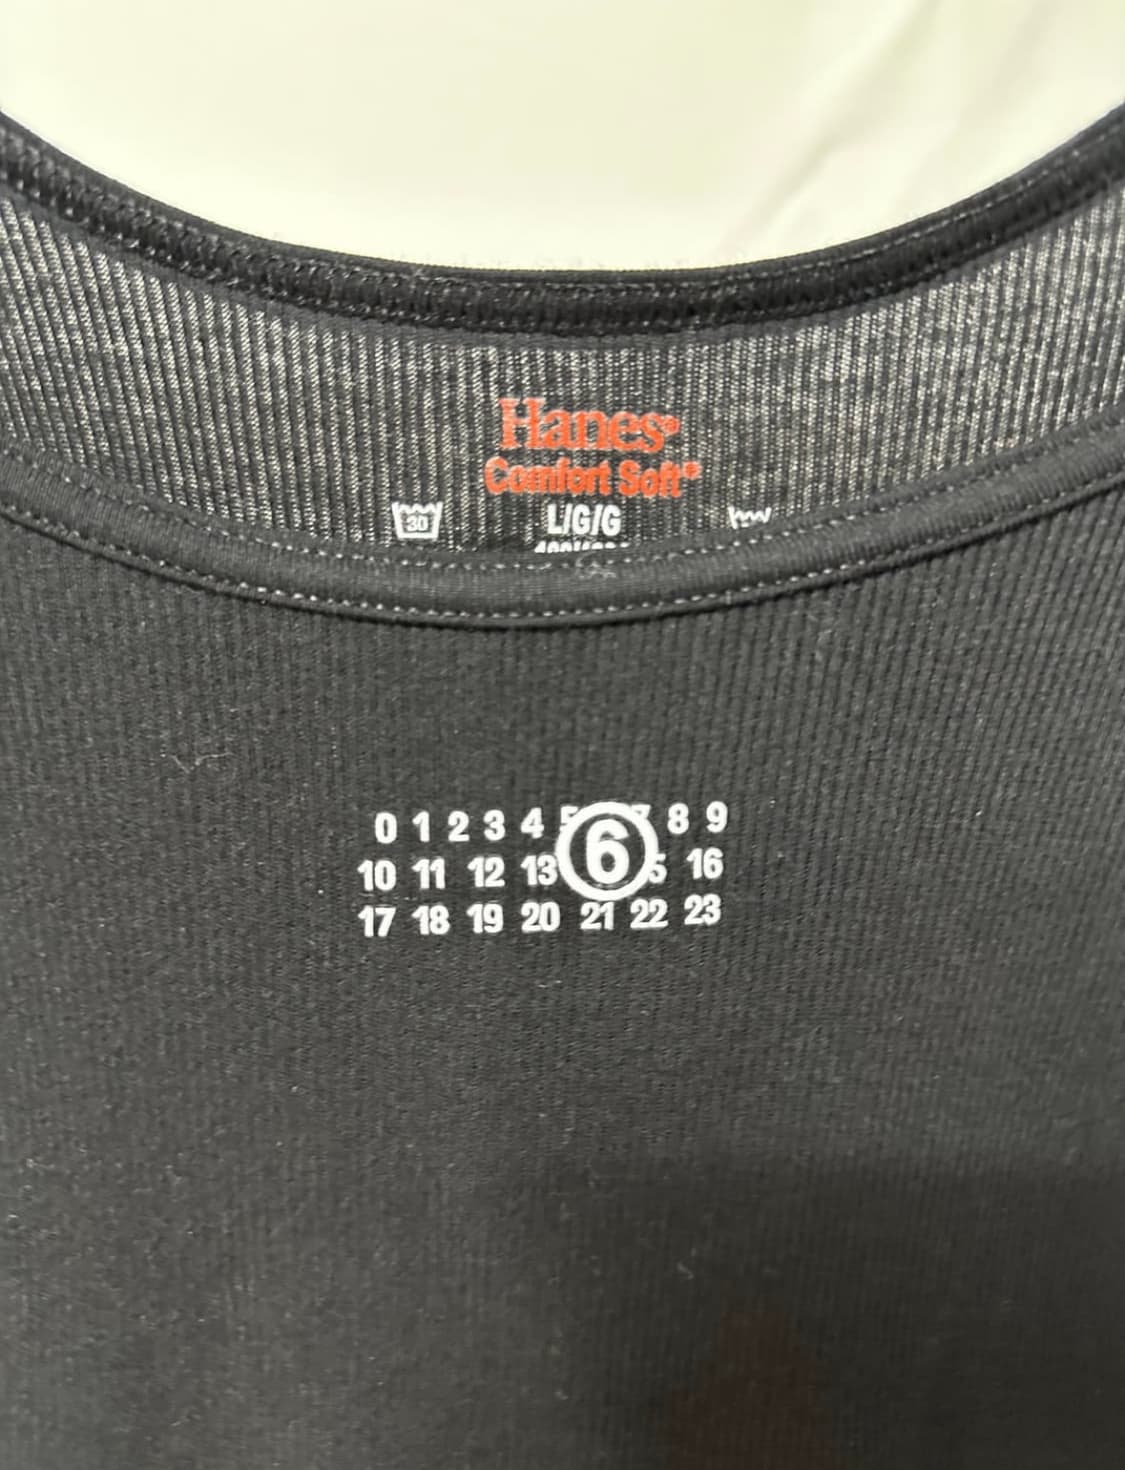 Hanes®
Comfort Soft®
30
L/G/G
0 1 2 3 4 6 8 9
10 11 12 13 16
17 18 19 20 21 22 23